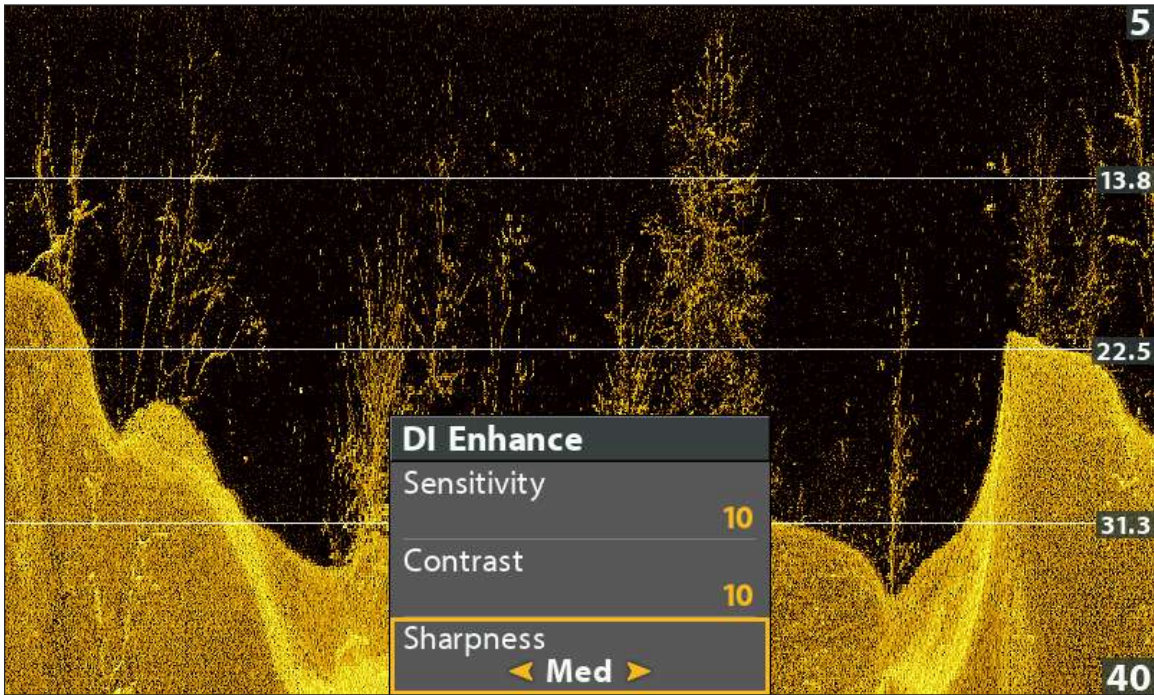 5
13.8
22.5
DI Enhance
Sensitivity
10
31.3
Contrast
10
Sharpness
Med
40